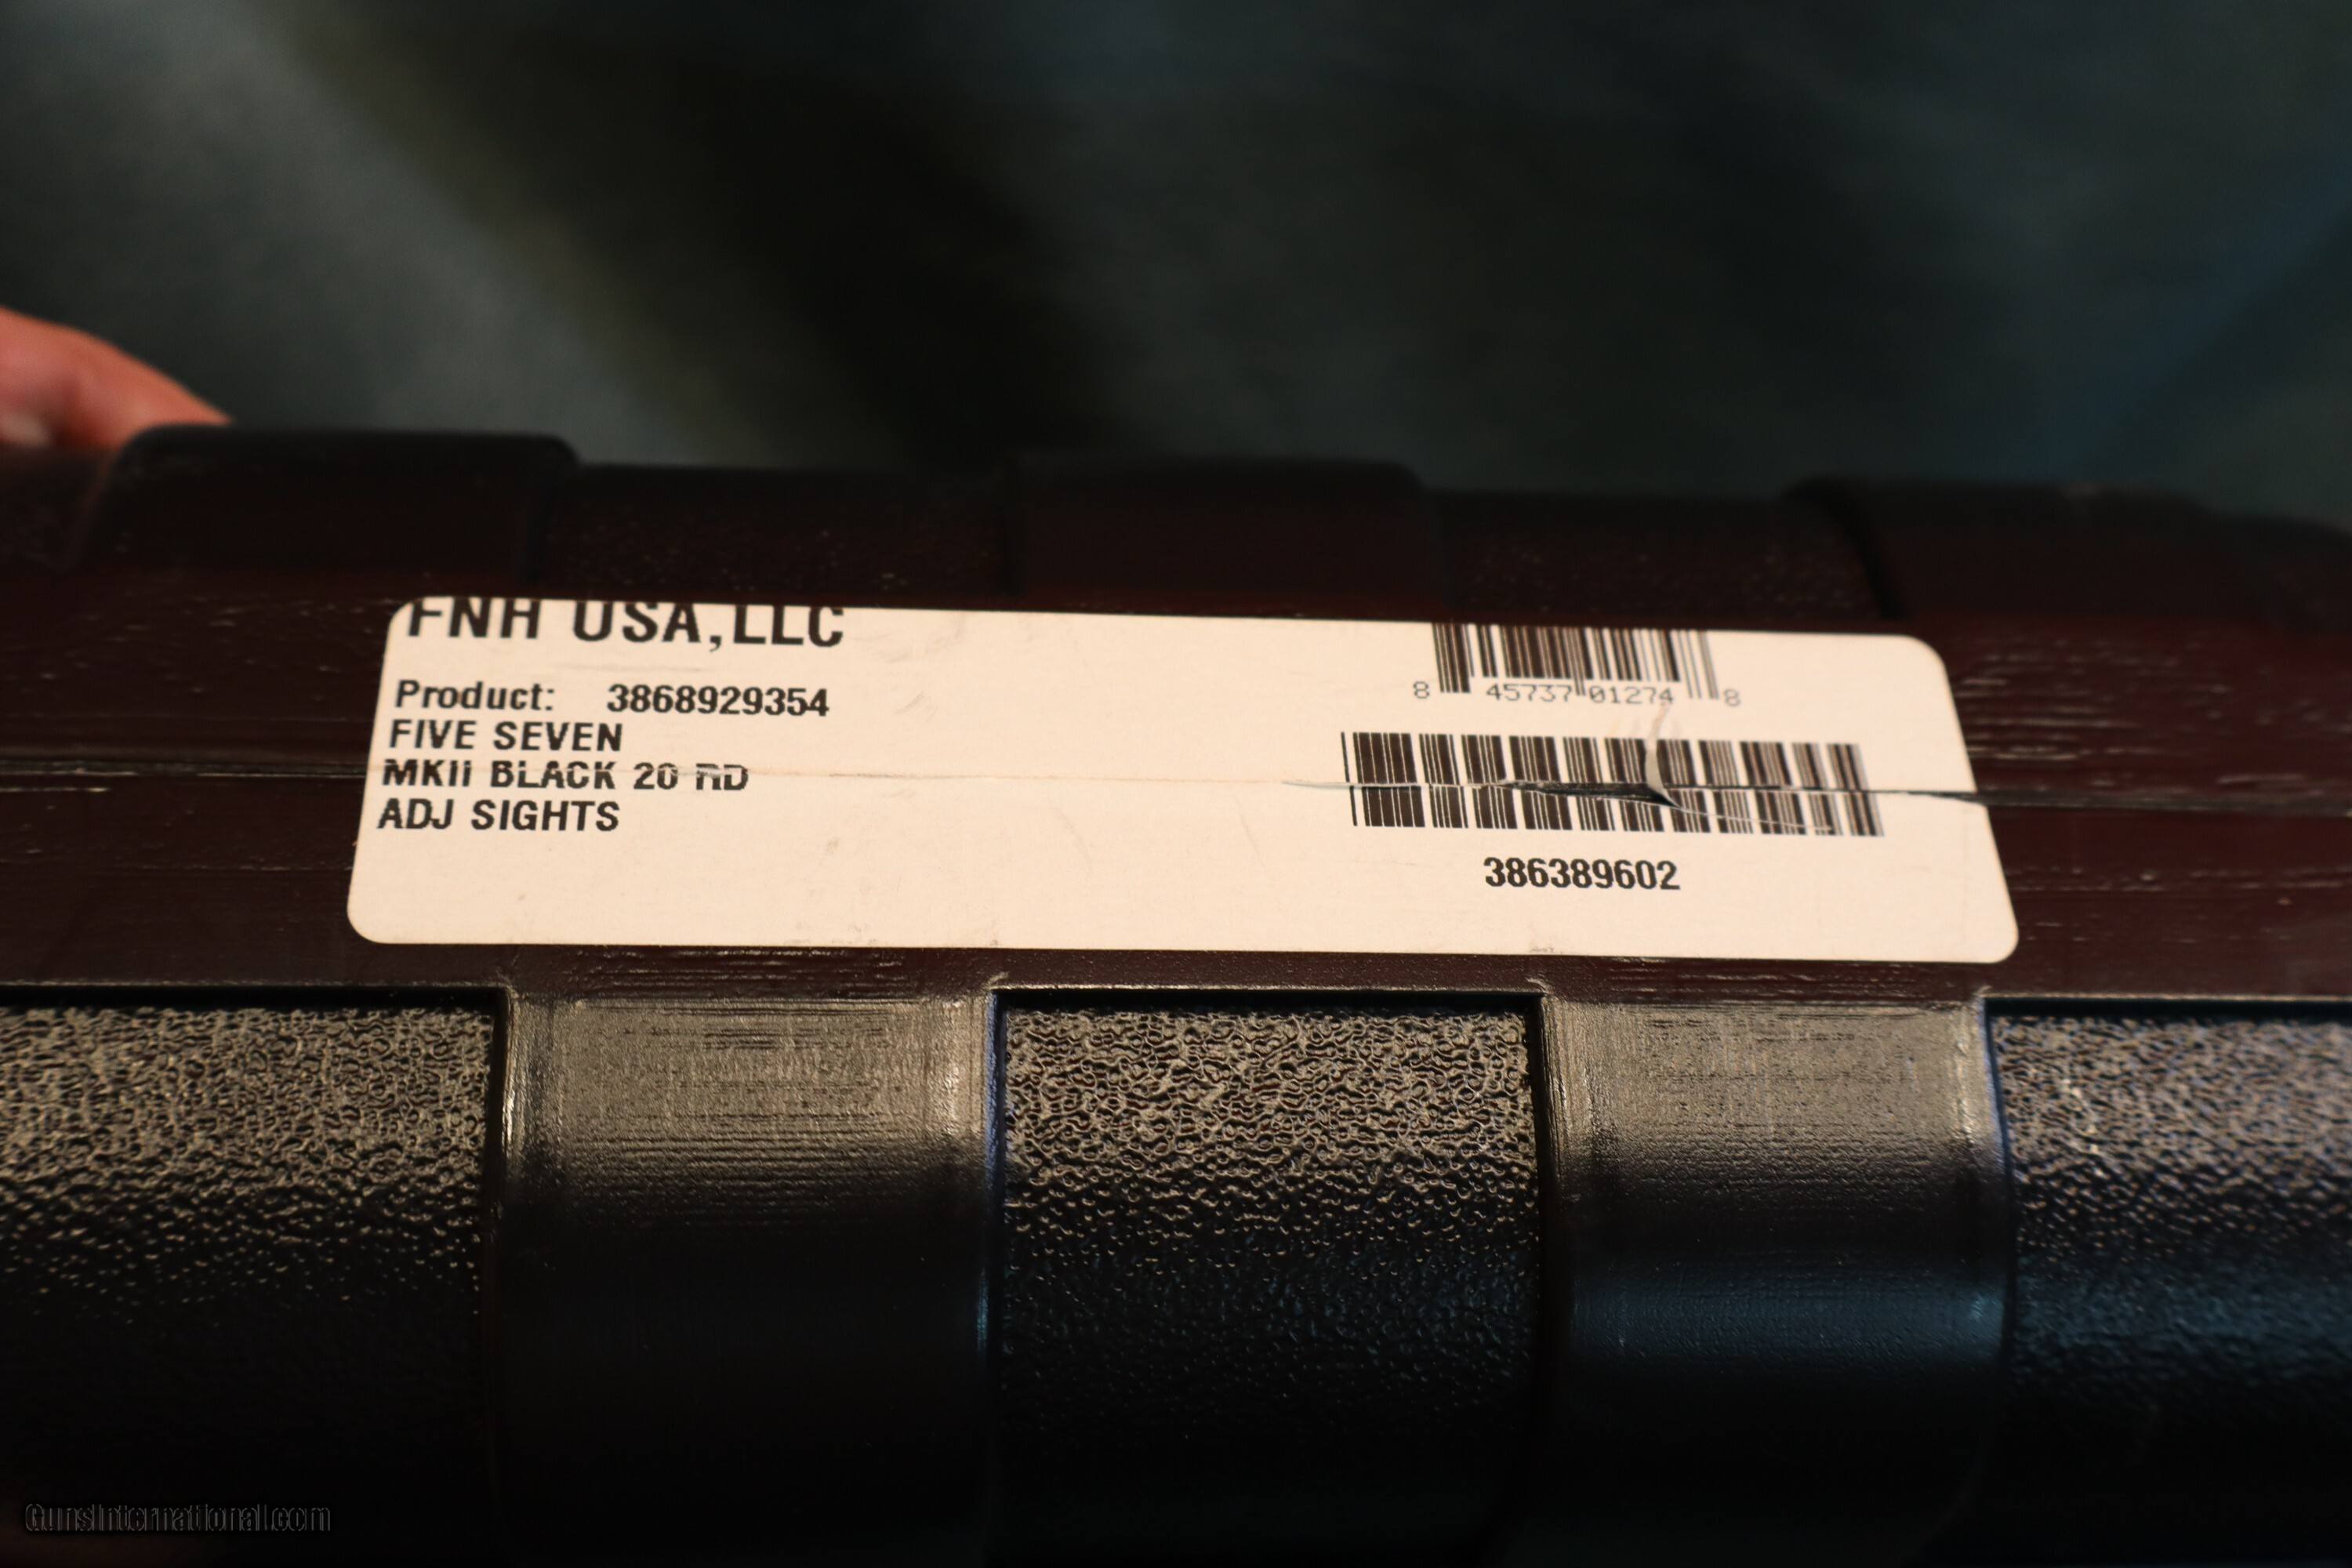 FNH USA,LLC
Product: 3868929354
FIVE SEVEN
MKII BLACK 20 RD
ADJ SIGHTS
8 45737 01274 8
386389602
GunsInternational.com